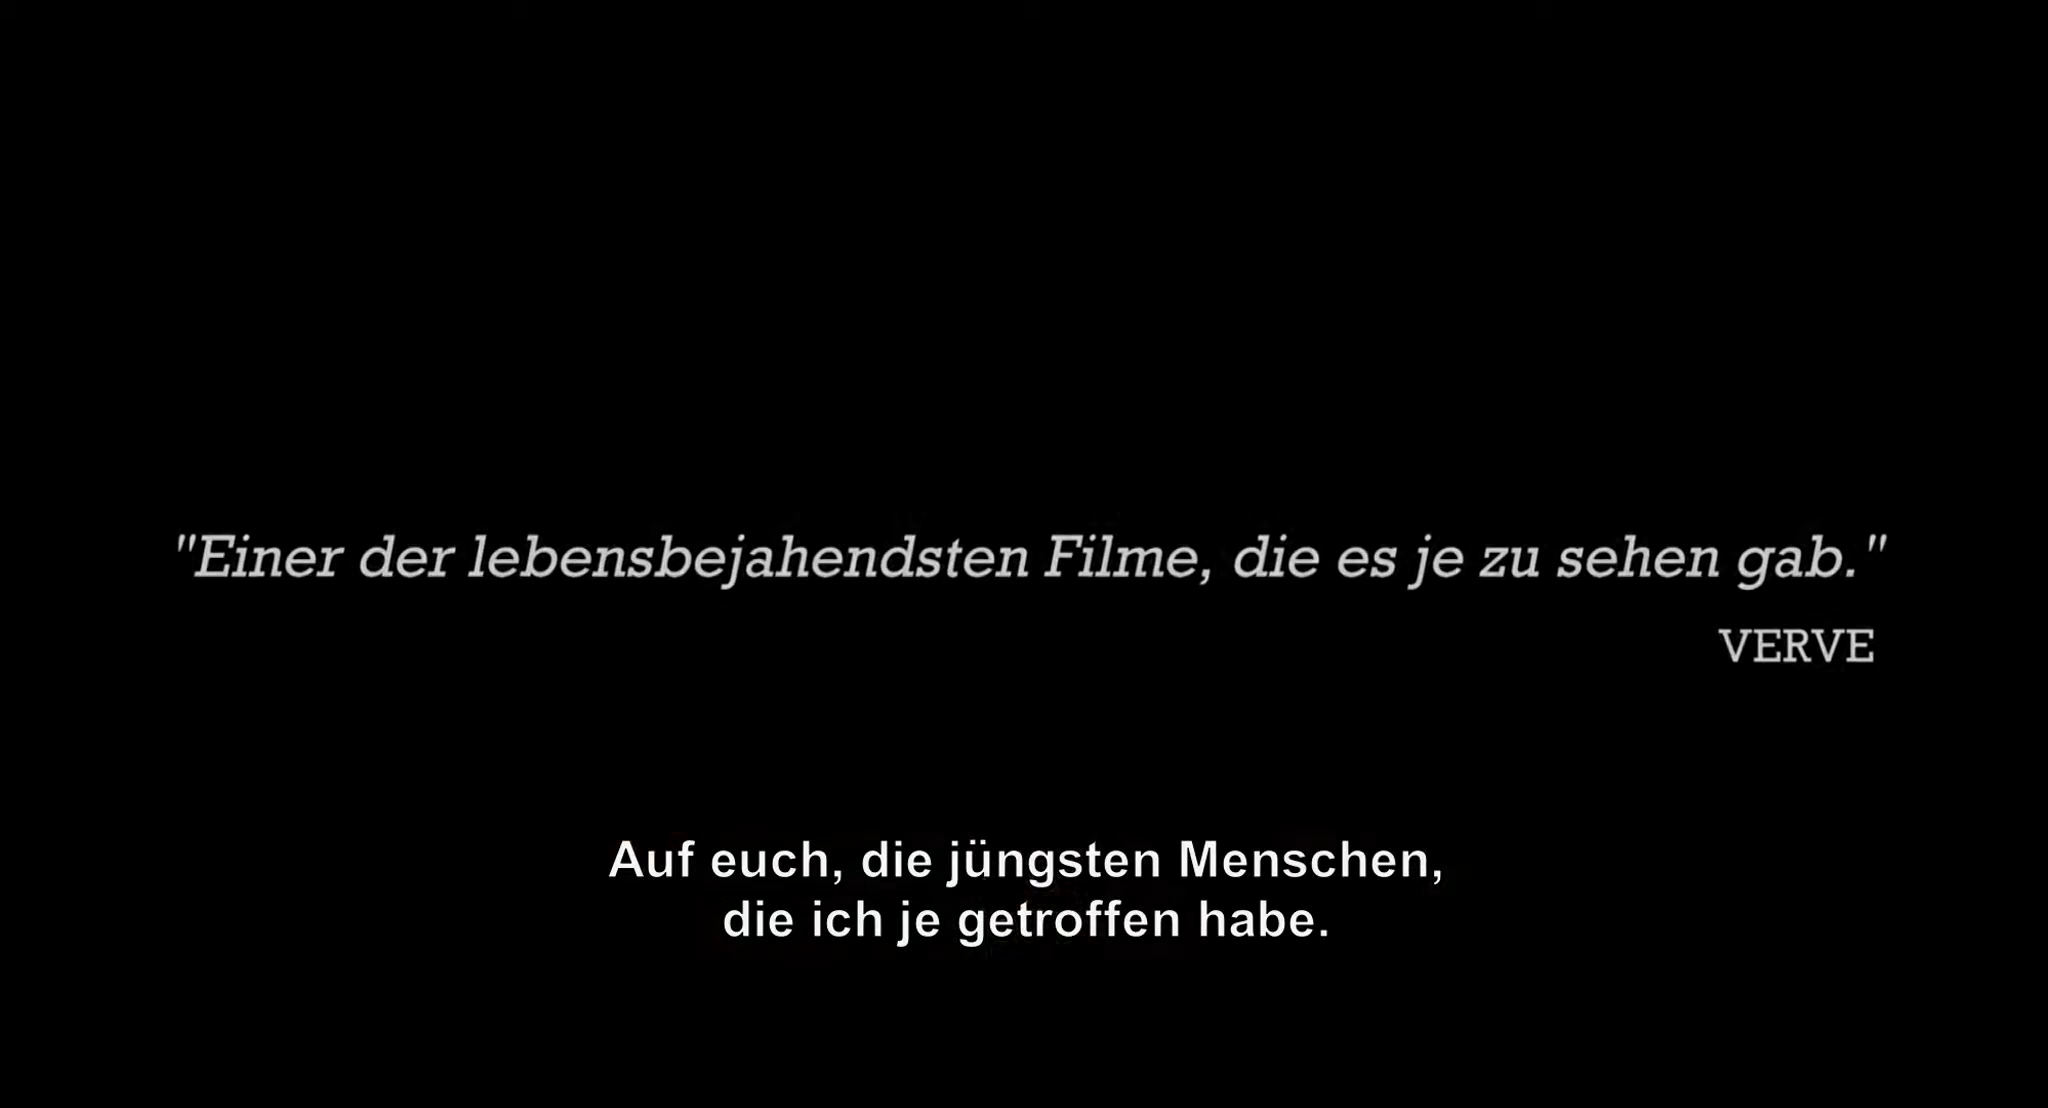 "Einer der lebensbejahendsten Filme, die es je zu sehen gab."
VERVE
Auf euch, die jüngsten Menschen,
die ich je getroffen habe.